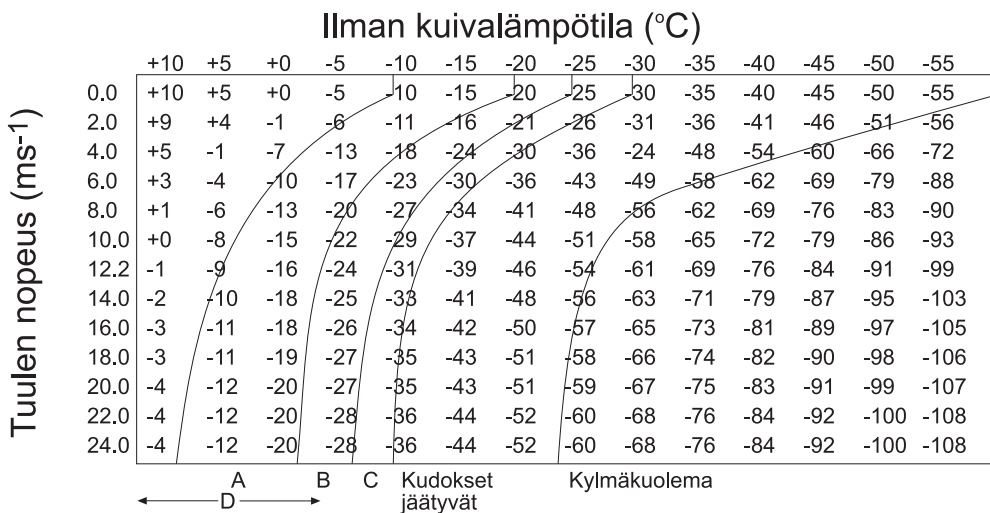 Ilman kuivalämpötila (°C)
+10 +5 +0 -5 -10 -15 -20 -25 -30 -35 -40 -45 -50 -55
Tuulen nopeus (ms-1)
0.0 +10 +5 +0 -5 -10 -15 -20 -25 -30 -35 -40 -45 -50 -55
2.0 +9 +4 -1 -6 -11 -16 -21 -26 -31 -36 -41 -46 -51 -56
4.0 +5 -1 -7 -13 -18 -24 -30 -36 -24 -48 -54 -60 -66 -72
6.0 +3 -4 -10 -17 -23 -30 -36 -43 -49 -58 -62 -69 -79 -88
8.0 +1 -6 -13 -20 -27 -34 -41 -48 -56 -62 -69 -76 -83 -90
10.0 +0 -8 -15 -22 -29 -37 -44 -51 -58 -65 -72 -79 -86 -93
12.2 -1 -9 -16 -24 -31 -39 -46 -54 -61 -69 -76 -84 -91 -99
14.0 -2 -10 -18 -25 -33 -41 -48 -56 -63 -71 -79 -87 -95 -103
16.0 -3 -11 -18 -26 -34 -42 -50 -57 -65 -73 -81 -89 -97 -105
18.0 -3 -11 -19 -27 -35 -43 -51 -58 -66 -74 -82 -90 -98 -106
20.0 -4 -12 -20 -27 -35 -43 -51 -59 -67 -75 -83 -91 -99 -107
22.0 -4 -12 -20 -28 -36 -44 -52 -60 -68 -76 -84 -92 -100 -108
24.0 -4 -12 -20 -28 -36 -44 -52 -60 -68 -76 -84 -92 -100 -108
A B C Kudokset Kylmäkuolema
D jäätyvät